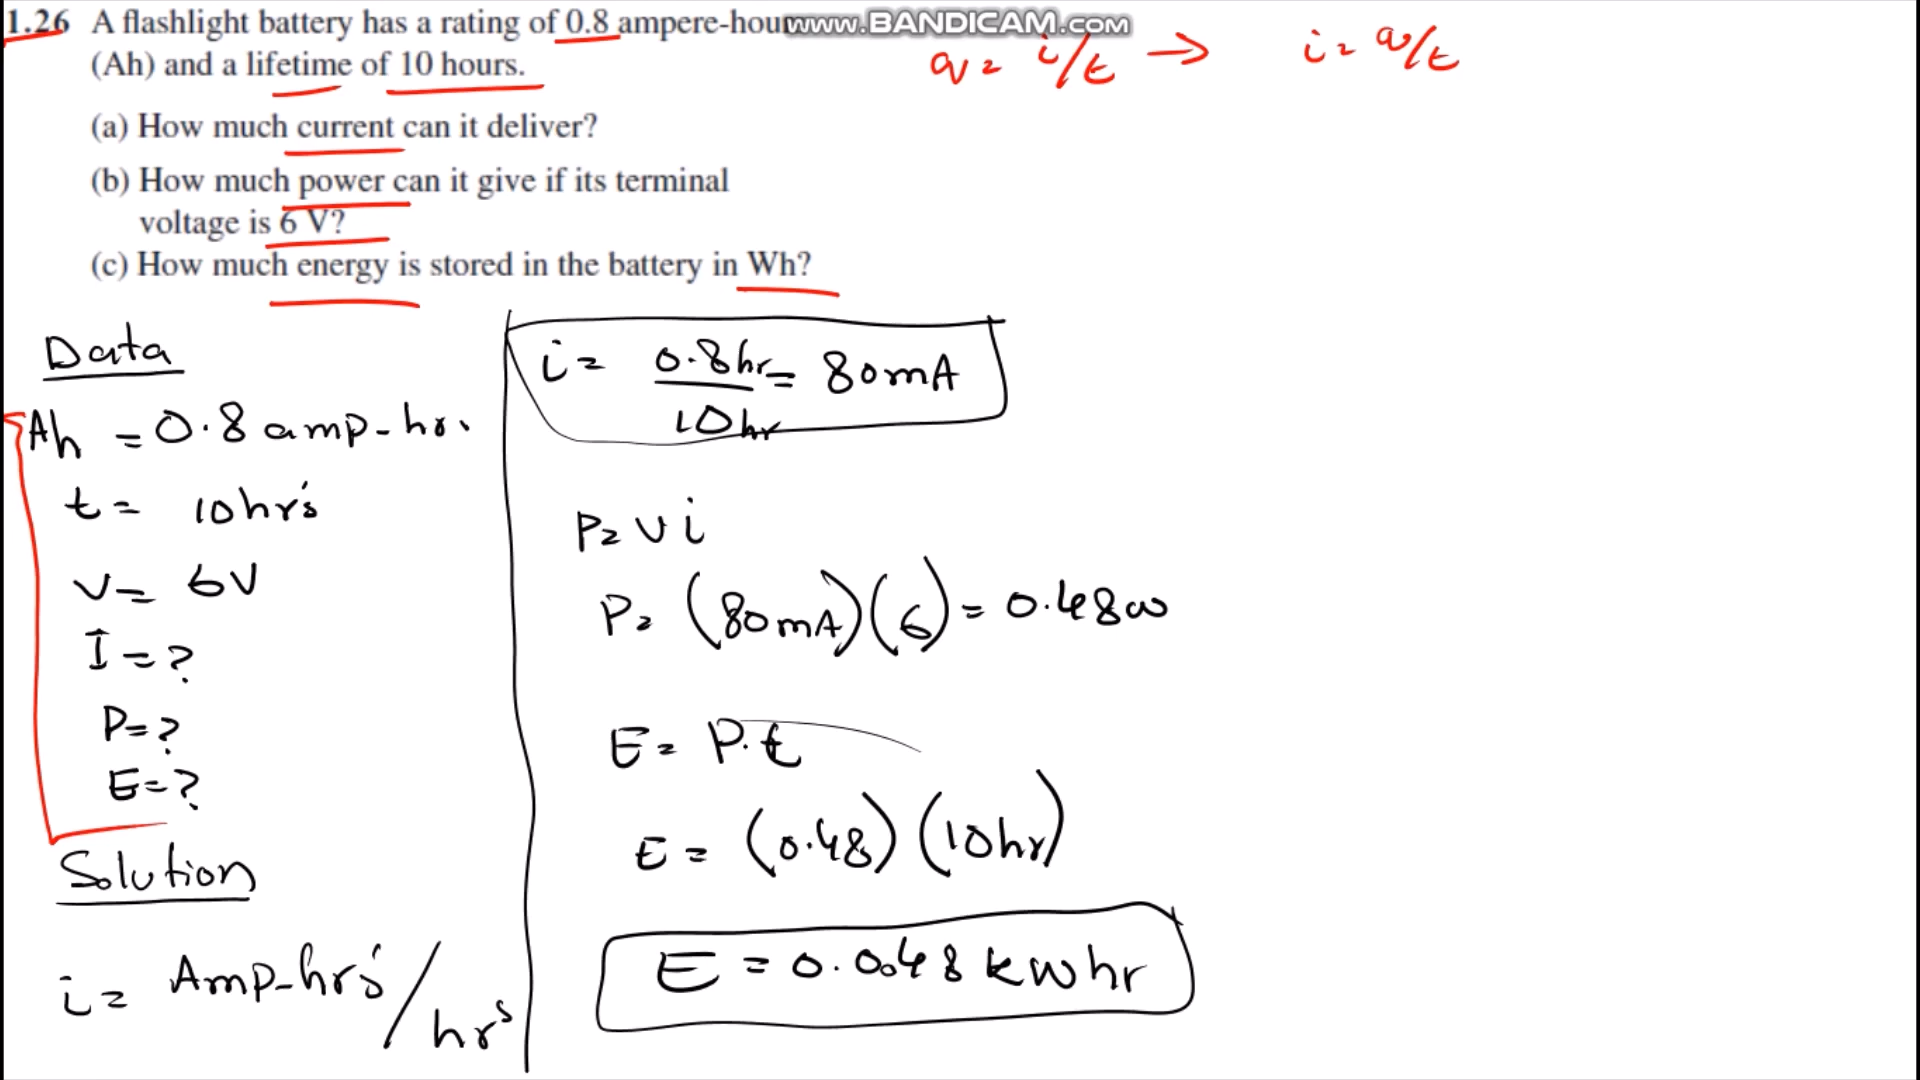 www.BANDICAM.com
1.26 A flashlight battery has a rating of 0.8 ampere-hour
(Ah) and a lifetime of 10 hours.
(a) How much current can it deliver?
(b) How much power can it give if its terminal
voltage is 6 V?
(c) How much energy is stored in the battery in Wh?
q = i/t → i = q/t
Data
Ah = 0.8 amp-hr.
t = 10hr's
V = 6V
I = ?
P = ?
E = ?
Solution
i = Amp-hr's/hrs
i = 0.8hr/10hr = 80mA
P = Vi
P = (80mA)(6) = 0.48w
E = P.t
E = (0.48)(10hr)
E = 0.0048 kwhr